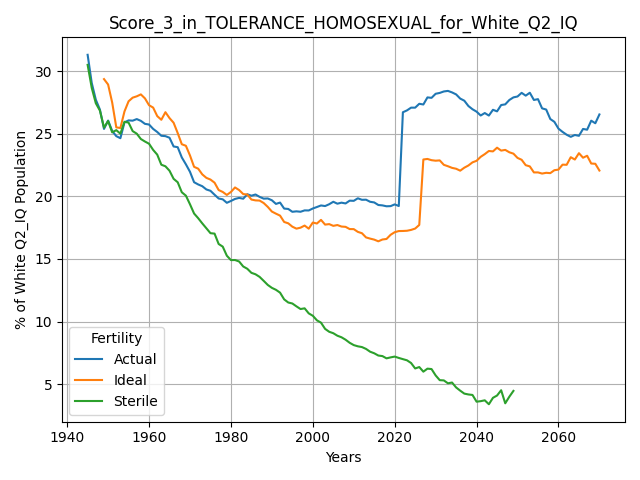 Score_3_in_TOLERANCE_HOMOSEXUAL_for_White_Q2_IQ
% of White Q2_IQ Population
30
25
20
15
10
5
Fertility
Actual
Ideal
Sterile
1940 1960 1980 2000 2020 2040 2060
Years